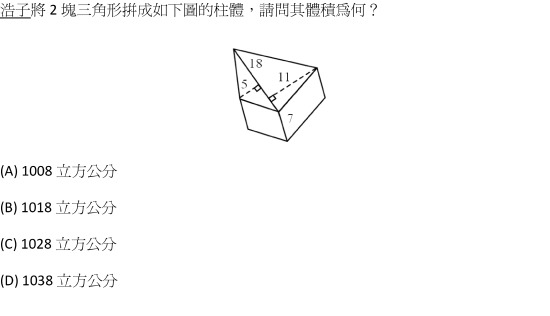 浩子將 2 塊三角形拼成如下圖的柱體，請問其體積為何？
18
11
5
7
(A) 1008 立方公分
(B) 1018 立方公分
(C) 1028 立方公分
(D) 1038 立方公分